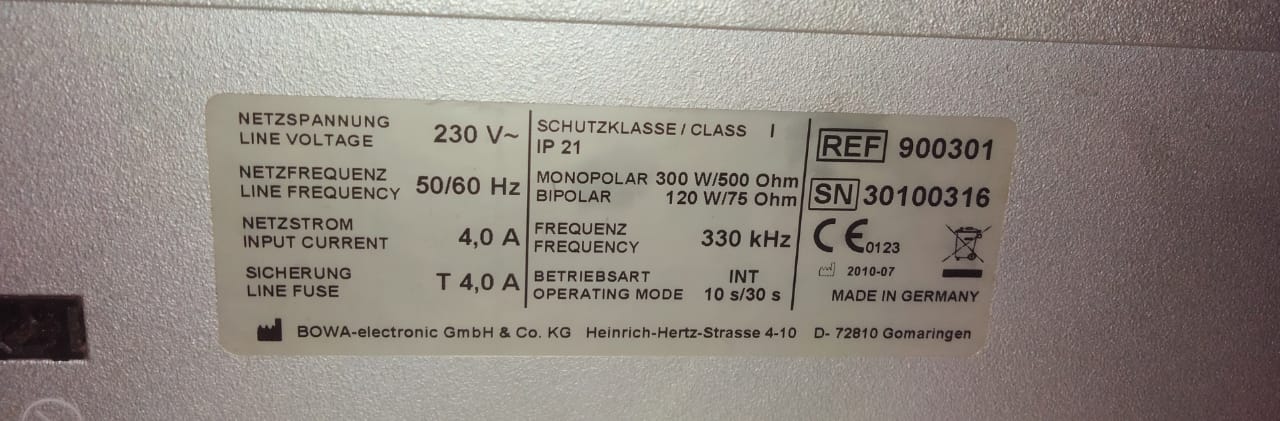 NETZSPANNUNG
LINE VOLTAGE 230 V~
NETZFREQUENZ
LINE FREQUENCY 50/60 Hz
NETZSTROM
INPUT CURRENT 4,0 A
SICHERUNG
LINE FUSE T 4,0 A
SCHUTZKLASSE / CLASS I
IP 21
MONOPOLAR 300 W/500 Ohm
BIPOLAR 120 W/75 Ohm
FREQUENZ
FREQUENCY 330 kHz
BETRIEBSART INT
OPERATING MODE 10 s/30 s
REF 900301
SN 30100316
CE 0123
2010-07
MADE IN GERMANY
BOWA-electronic GmbH & Co. KG Heinrich-Hertz-Strasse 4-10 D- 72810 Gomaringen